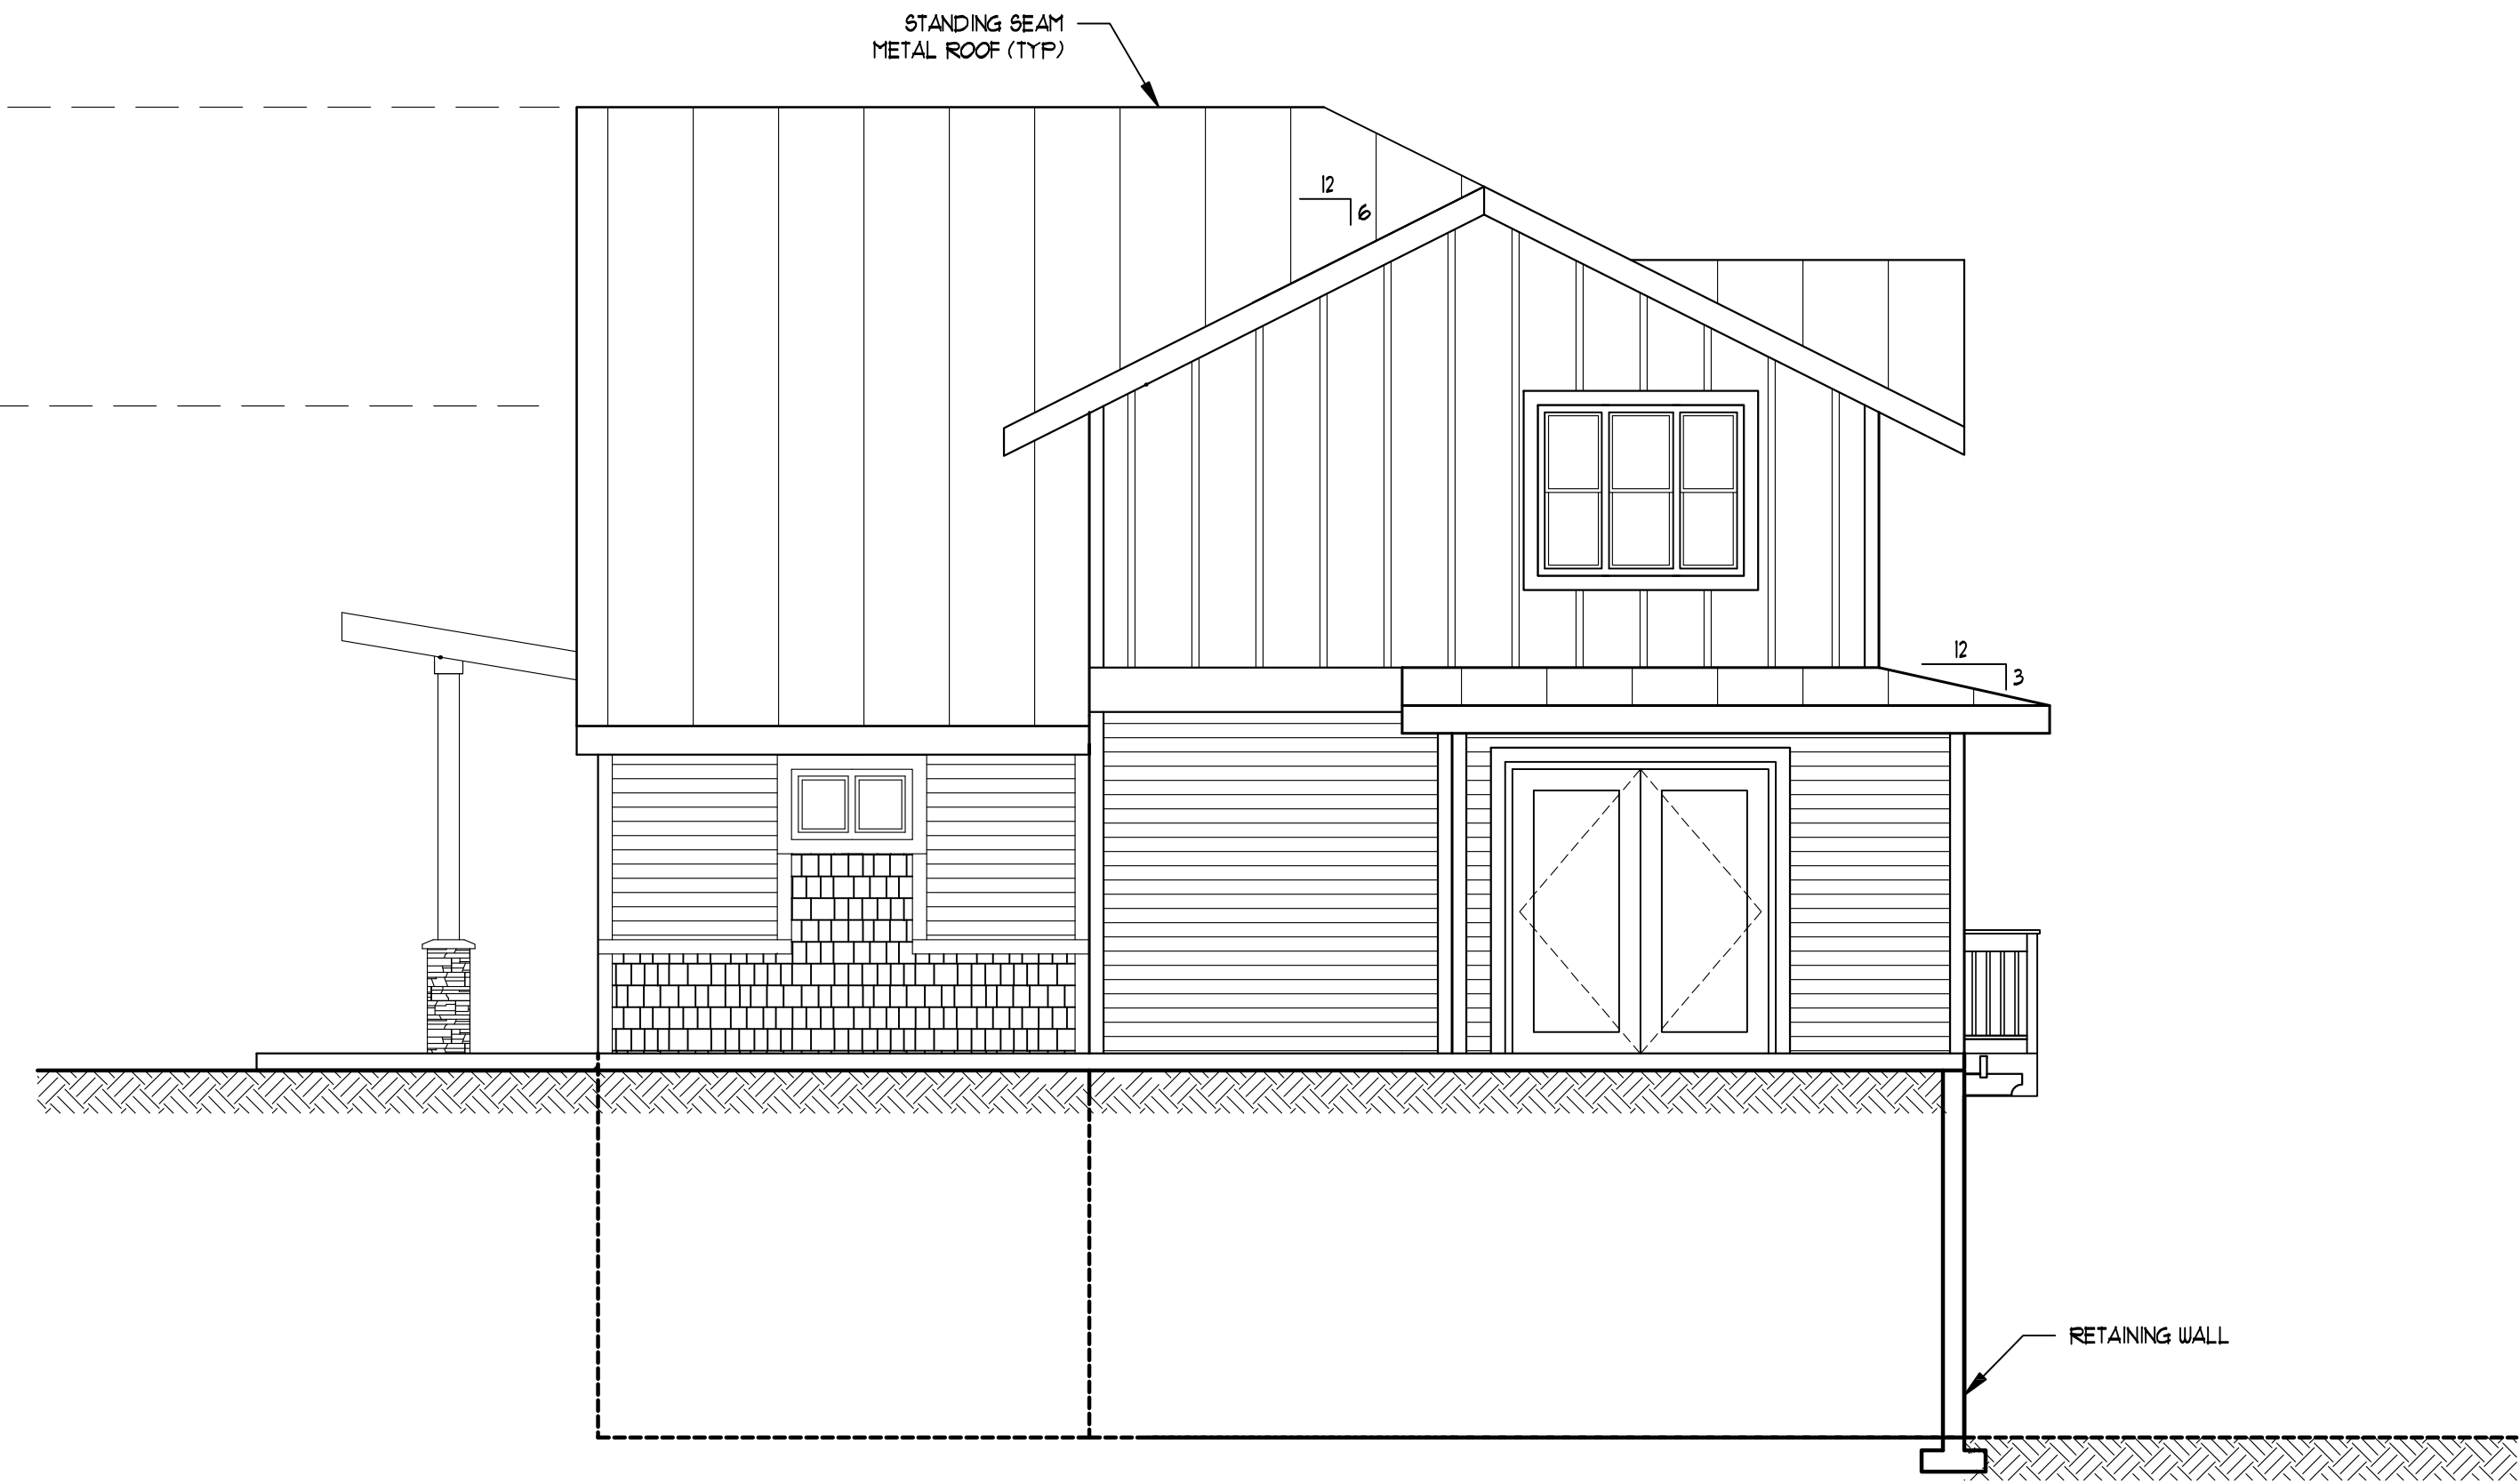 STANDING SEAM
METAL ROOF (TYP)
12
6
12
3
RETAINING WALL